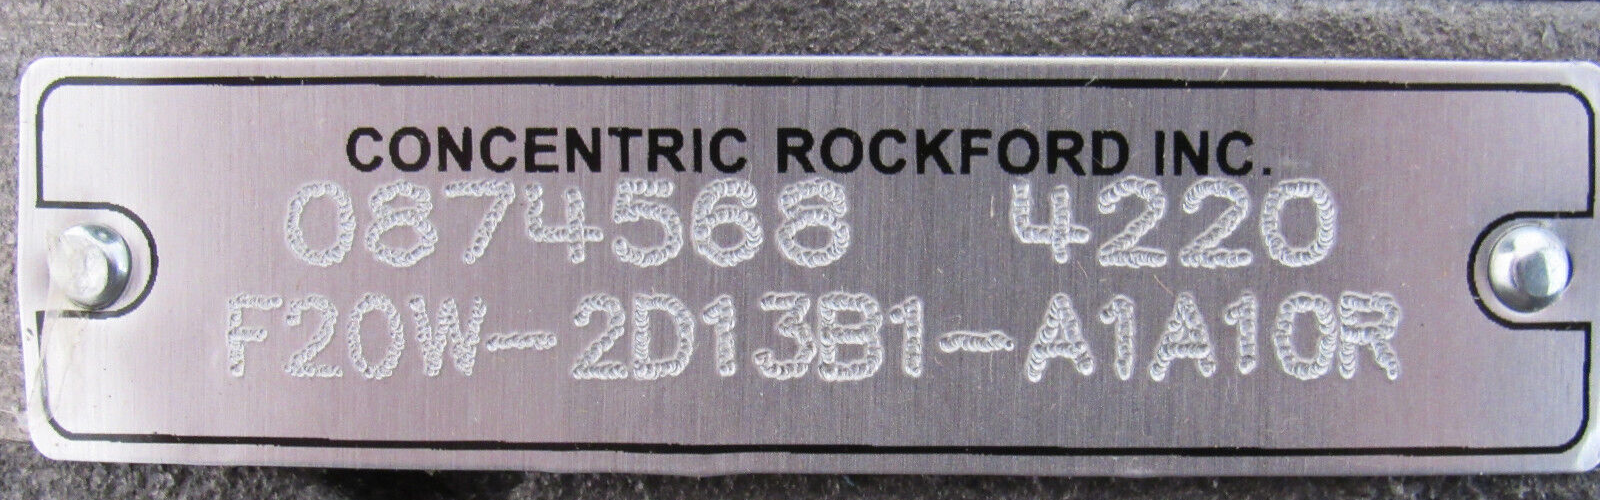 CONCENTRIC ROCKFORD INC.
0874568 4220
F20W-2D13B1-A1A10R